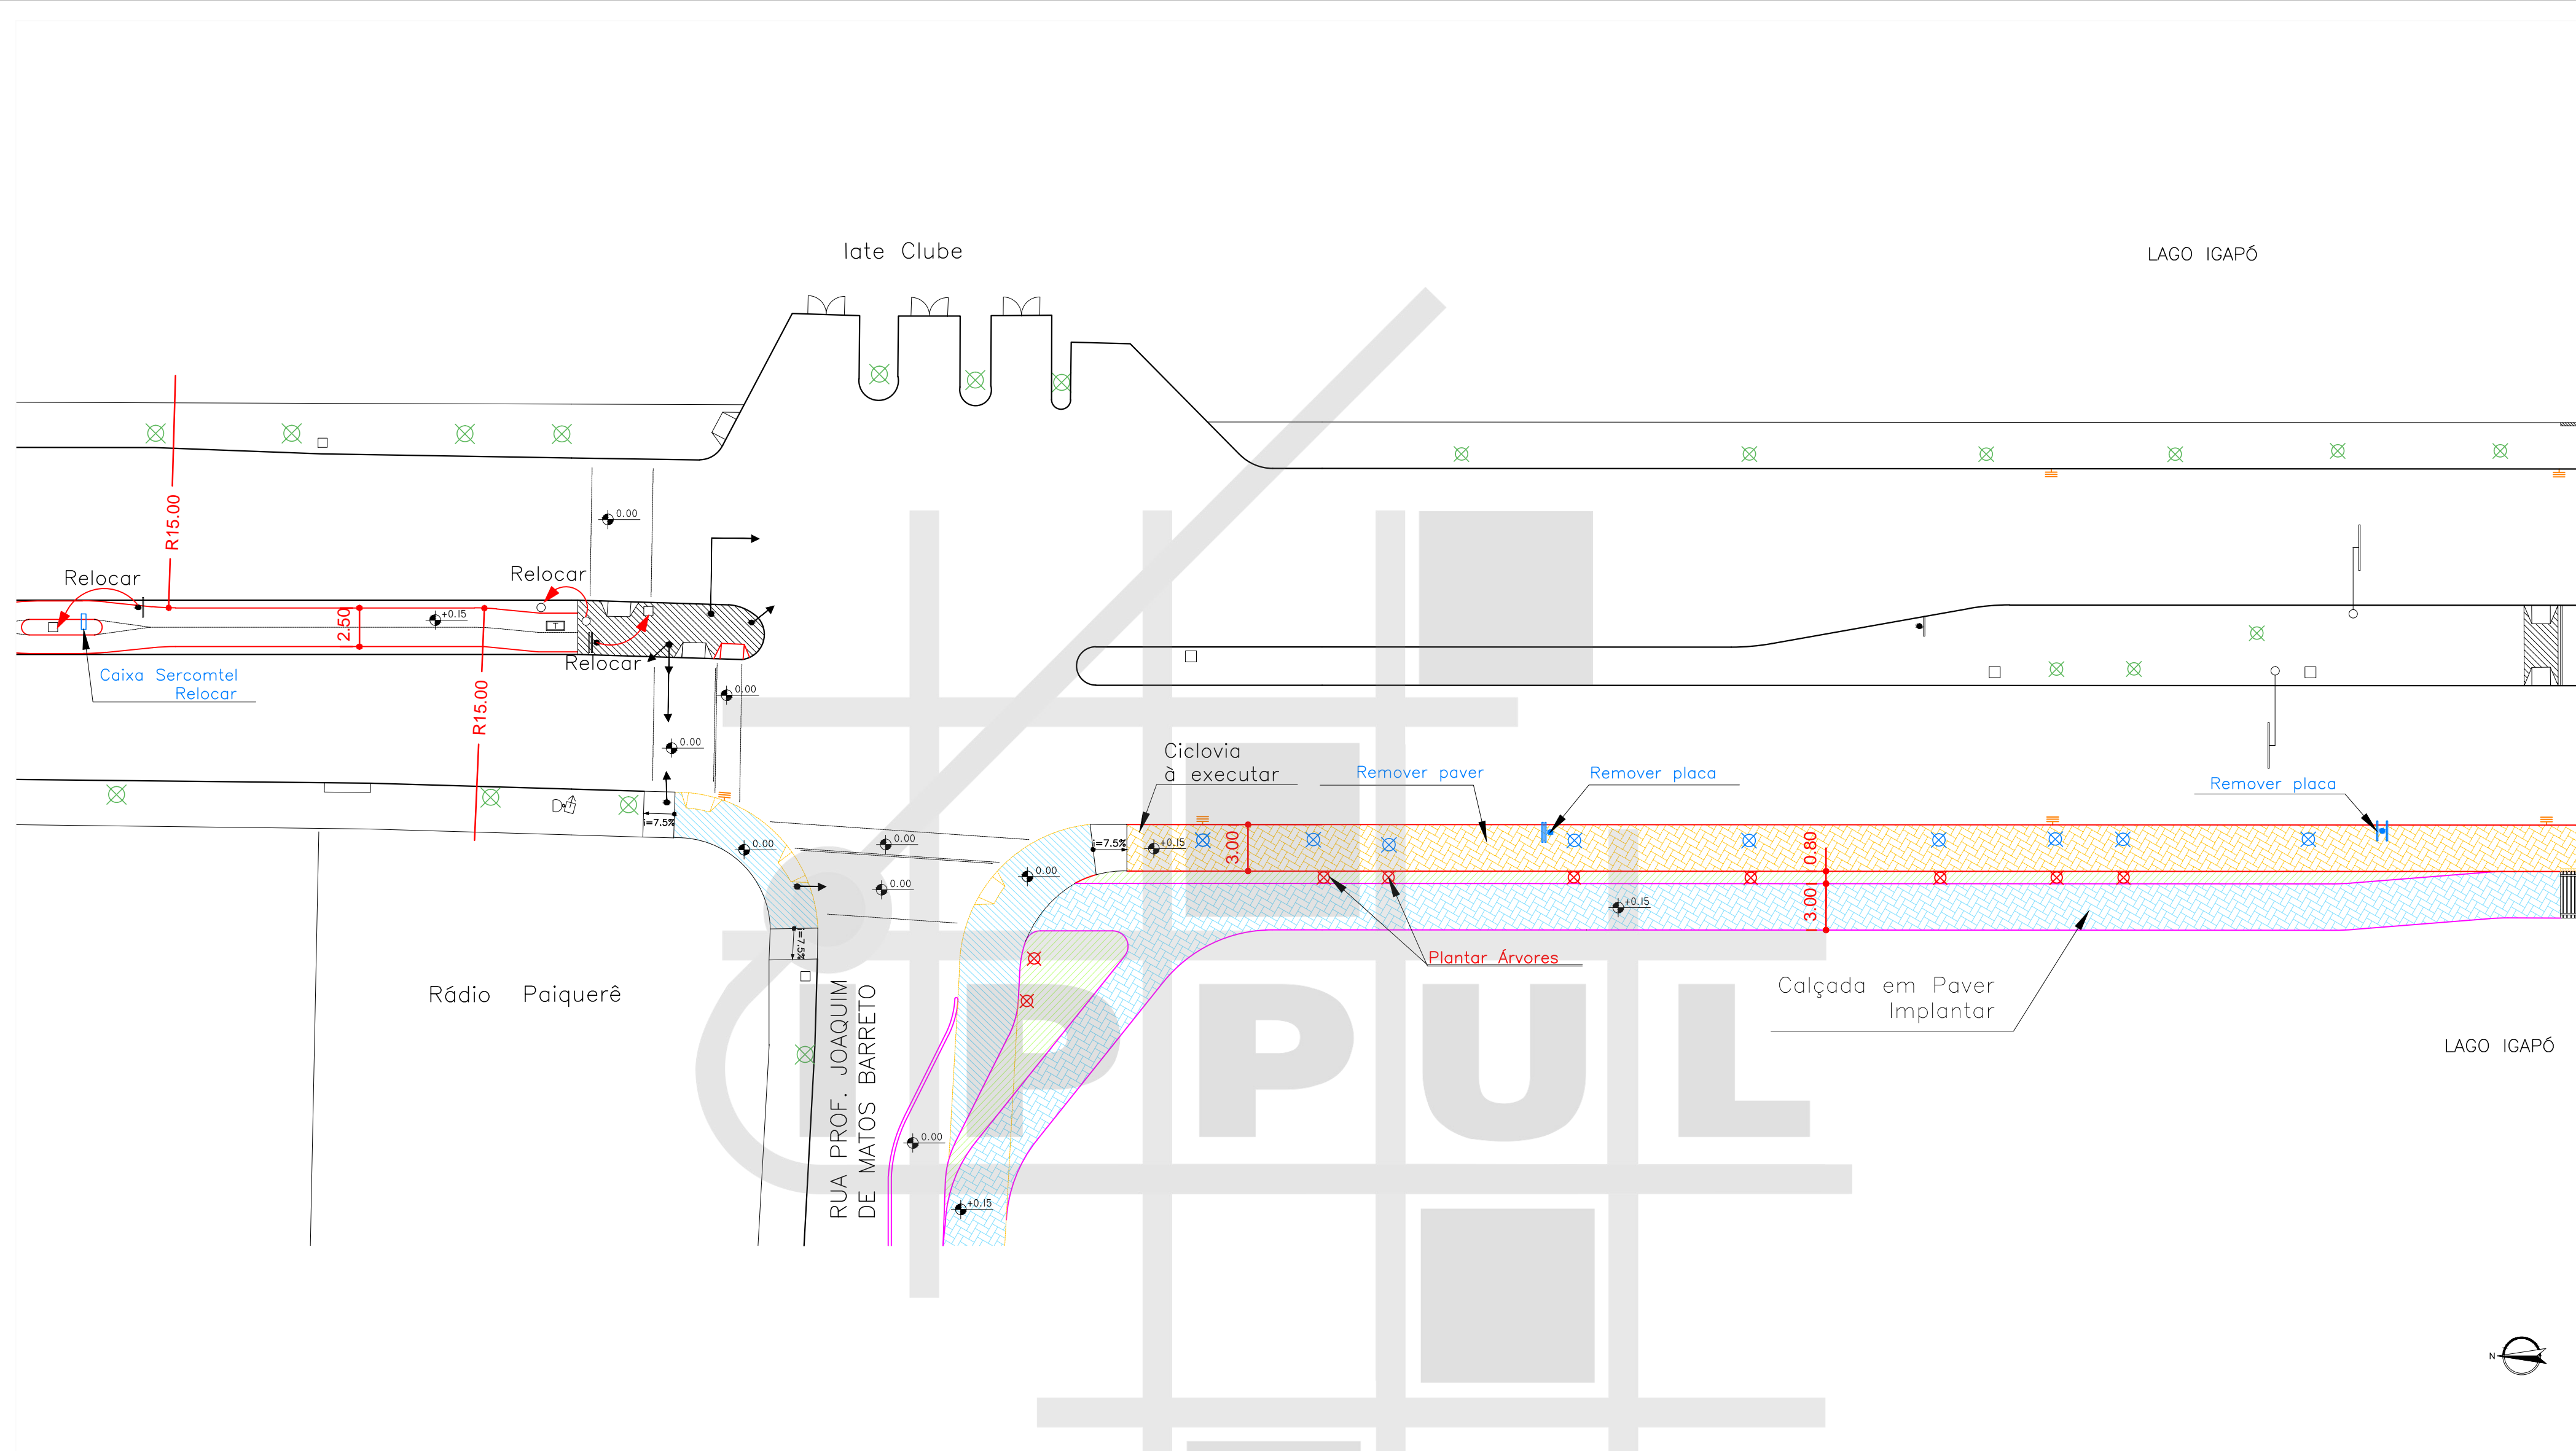 Iate Clube
LAGO IGAPÓ
R15.00
0.00
Relocar
Relocar
2.50
+0.15
T
Relocar
Caixa Sercomtel
Relocar
R15.00
0.00
0.00
Ciclovia
à executar
Remover paver
Remover placa
Remover placa
i=7.5%
0.00
0.00
0.00
i=7.5%
0.00
+0.15
3.00
0.80
3.00
+0.15
i=7.5%
Plantar Árvores
Calçada em Paver
Implantar
Rádio Paiquerê
RUA PROF. JOAQUIM
DE MATOS BARRETO
IPPUL
LAGO IGAPÓ
0.00
+0.15
N